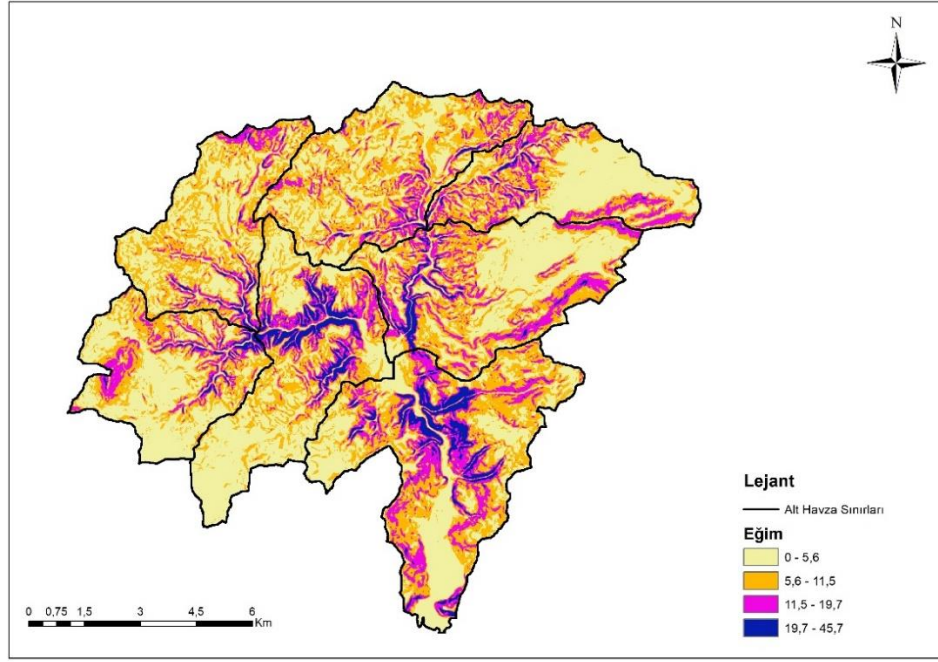 N
Lejant
Alt Havza Sınırları
Eğim
0 - 5,6
5,6 - 11,5
11,5 - 19,7
19,7 - 45,7
0 0,75 1,5 3 4,5 6
Km